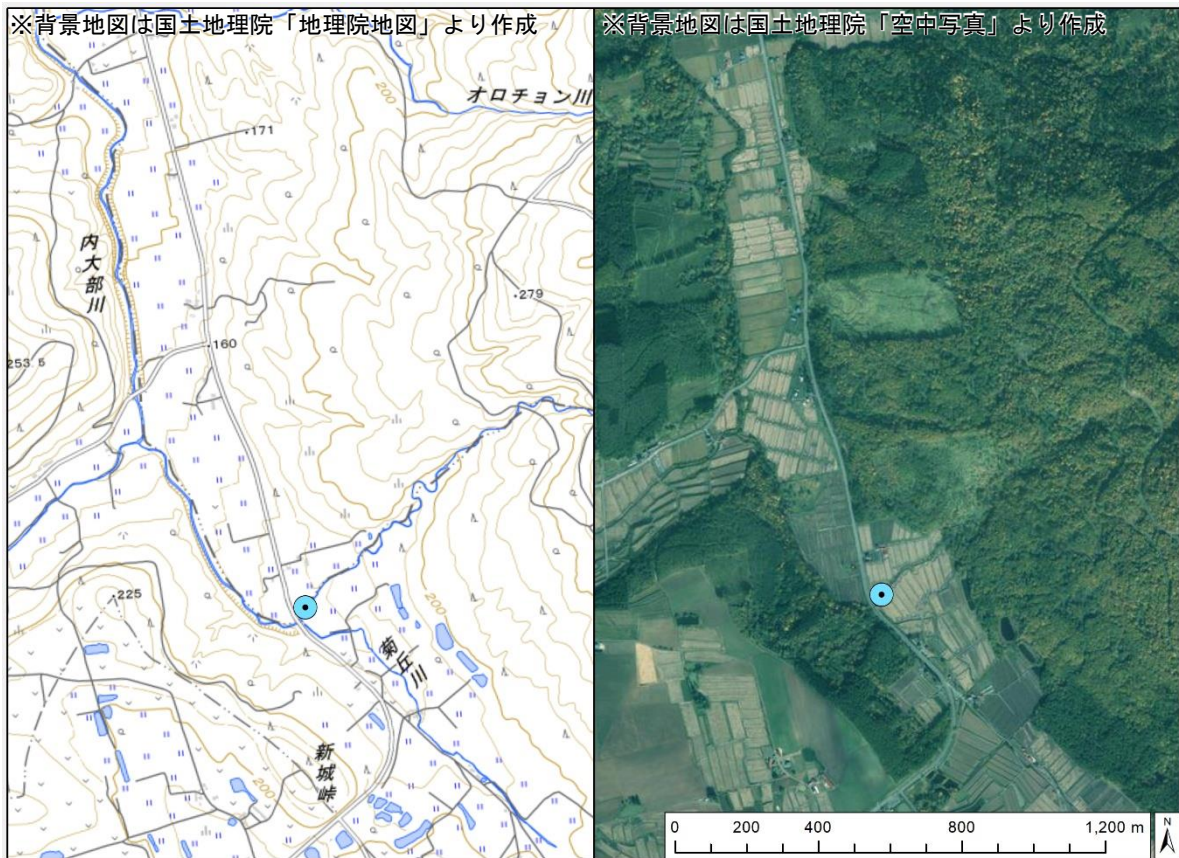 ※背景地図は国土地理院「地理院地図」より作成
※背景地図は国土地理院「空中写真」より作成
200
オロチョン川
171
内大部川
279
160
253.5
225
200
菊丘川
新城峠
200
0 200 400 800 1,200 m
N